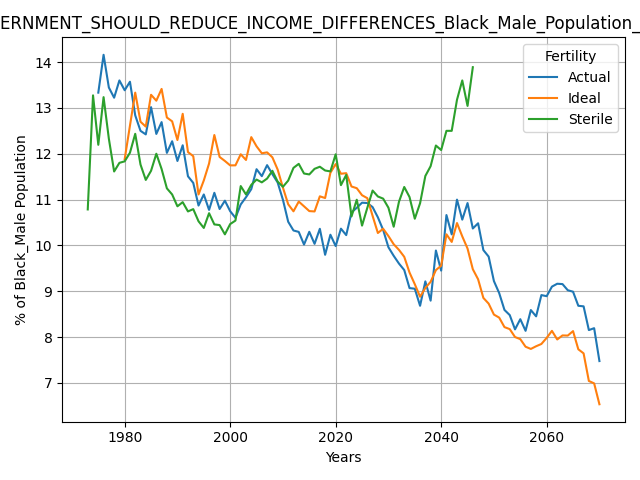 ERNMENT_SHOULD_REDUCE_INCOME_DIFFERENCES_Black_Male_Population_
Fertility
Actual
Ideal
Sterile
% of Black_Male Population
14
13
12
11
10
9
8
7
1980 2000 2020 2040 2060
Years